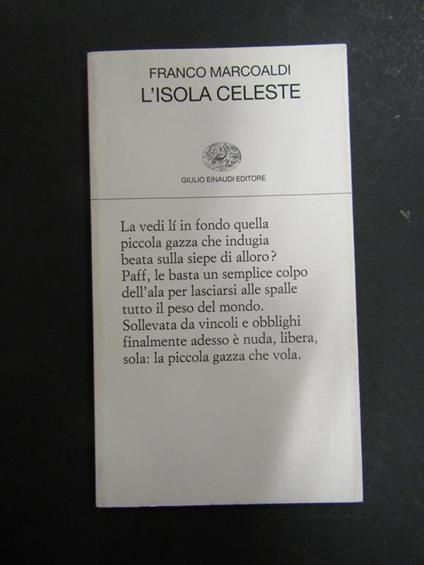 FRANCO MARCOALDI
L'ISOLA CELESTE
GIULIO EINAUDI EDITORE
La vedi lí in fondo quella
piccola gazza che indugia
beata sulla siepe di alloro?
Paff, le basta un semplice colpo
dell'ala per lasciarsi alle spalle
tutto il peso del mondo.
Sollevata da vincoli e obblighi
finalmente adesso è nuda, libera,
sola: la piccola gazza che vola.